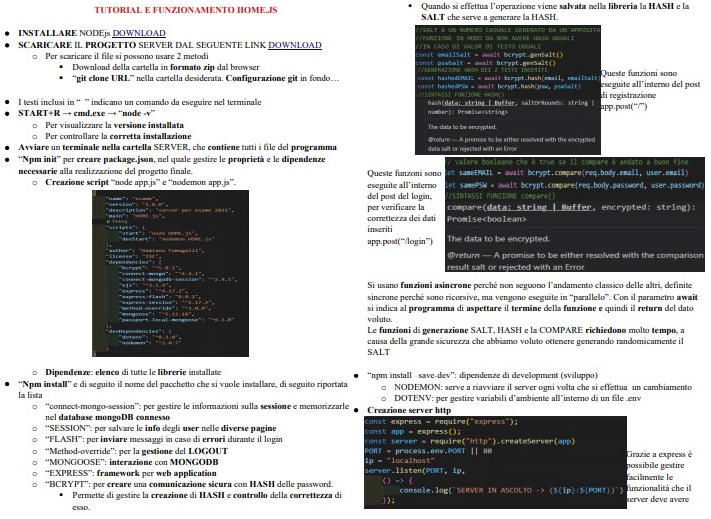 TUTORIAL E FUNZIONAMENTO HOME.JS
● INSTALLARE NODEjs DOWNLOAD
● SCARICARE IL PROGETTO SERVER DAL SEGUENTE LINK DOWNLOAD
○ Per scaricare il file si possono usare 2 metodi
▪ Download della cartella in formato zip dal browser
▪ “git clone URL” nella cartella desiderata. Configurazione git in fondo…
● I testi inclusi in “ ” indicano un comando da eseguire nel terminale
● START+R → cmd.exe → “node -v”
○ Per visualizzare la versione installata
○ Per controllare la corretta installazione
● Avviare un terminale nella cartella SERVER, che contiene tutti i file del programma
● “Npm init” per creare package.json, nel quale gestire le proprietà e le dipendenze
necessarie alla realizzazione del progetto finale.
○ Creazione script “node app.js” e “nodemon app.js”.
"name": "esame",
"version": "1.0.0",
"description": "server per esame 2021",
"main": "HOME.js",
Debug
"scripts": {
"start": "node HOME.js",
"devStart": "nodemon HOME.js"
},
"author": "Damiano Fumagalli",
"license": "ISC",
"dependencies": {
"bcrypt": "^5.0.1",
"connect-mongo": "^4.4.1",
"connect-mongodb-session": "^2.4.1",
"ejs": "^3.1.6",
"express": "^4.17.1",
"express-flash": "0.0.2",
"express-session": "^1.17.2",
"method-override": "^3.0.0",
"mongoose": "^5.12.10",
"passport-local-mongoose": "^6.1.0"
},
"devDependencies": {
"dotenv": "^8.2.0",
"nodemon": "^2.0.7"
}
○ Dipendenze: elenco di tutte le librerie installate
● “Npm install” e di seguito il nome del pacchetto che si vuole installare, di seguito riportata
la lista
○ “connect-mongo-session”: per gestire le informazioni sulla sessione e memorizzarle
nel database mongoDB connesso
○ “SESSION”: per salvare le info degli user nelle diverse pagine
○ “FLASH”: per inviare messaggi in caso di errori durante il login
○ “Method-override”: per la gestione del LOGOUT
○ “MONGOOSE”: interazione con MONGODB
○ “EXPRESS”: framework per web application
○ “BCRYPT”: per creare una comunicazione sicura con HASH delle password.
▪ Permette di gestire la creazione di HASH e controllo della correttezza di
esso.
▪ Quando si effettua l'operazione viene salvata nella libreria la HASH e la
SALT che serve a generare la HASH.
//SALT è UN NUMERO CASUALE GENERATO DA UN'APPOSITA
//FUNZIONE IN MODO DA NON AVERE HASH UGUALI
//IN CASO DI VALOR DI TESTO UGUALI
const emailSalt = await bcrypt.genSalt()
const pswSalt = await bcrypt.genSalt()
//GENERAZIONE HASH DEI 2 TESTI INSERITI
const hashedEMAIL = await bcrypt.hash(email, emailSalt)
const hashedPSW = await bcrypt.hash(psw, pswSalt)
//SINTASSI FUNZIONE HASH()
hash(data: string | Buffer, saltOrRounds: string |
number): Promise<string>
The data to be encrypted.
@return — A promise to be either resolved with the encrypted
data salt or rejected with an Error
Queste funzioni sono
eseguite all'interno del post
di registrazione
app.post(“/”)
Queste funzoni sono
eseguite all'interno
del post del login,
per verificare la
correttezza dei dati
inseriti
app.post(“/login”)
// valore booleano che è true se il compare è andato a buon fine
let sameEMAIL = await bcrypt.compare(req.body.email, user.email)
let samePSW = await bcrypt.compare(req.body.password, user.password)
//SINTASSI FUNZIONE compare()
compare(data: string | Buffer, encrypted: string):
Promise<boolean>
The data to be encrypted.
@return — A promise to be either resolved with the comparison
result salt or rejected with an Error
Si usano funzioni asincrone perchè non seguono l'andamento classico delle altri, definite
sincrone perchè sono ricorsive, ma vengono eseguite in “parallelo”. Con il parametro await
si indica al programma di aspettare il termine della funzione e quindi il return del dato
voluto.
Le funzioni di generazione SALT, HASH e la COMPARE richiedono molto tempo, a
causa della grande sicurezza che abbiamo voluto ottenere generando randomicamente il
SALT
● “npm install –save-dev”: dipendenze di development (sviluppo)
○ NODEMON: serve a riavviare il server ogni volta che si effettua un cambiamento
○ DOTENV: per gestire variabili d'ambiente all'interno di un file .env
● Creazione server http
const express = require("express");
const app = express();
const server = require("http").createServer(app)
PORT = process.env.PORT || 80
ip = "localhost"
server.listen(PORT, ip,
() => {
console.log(`SERVER IN ASCOLTO -> (${ip}:${PORT})`)
});
Grazie a express è
possibile gestire
facilmente le
funzionalità che il
server deve avere